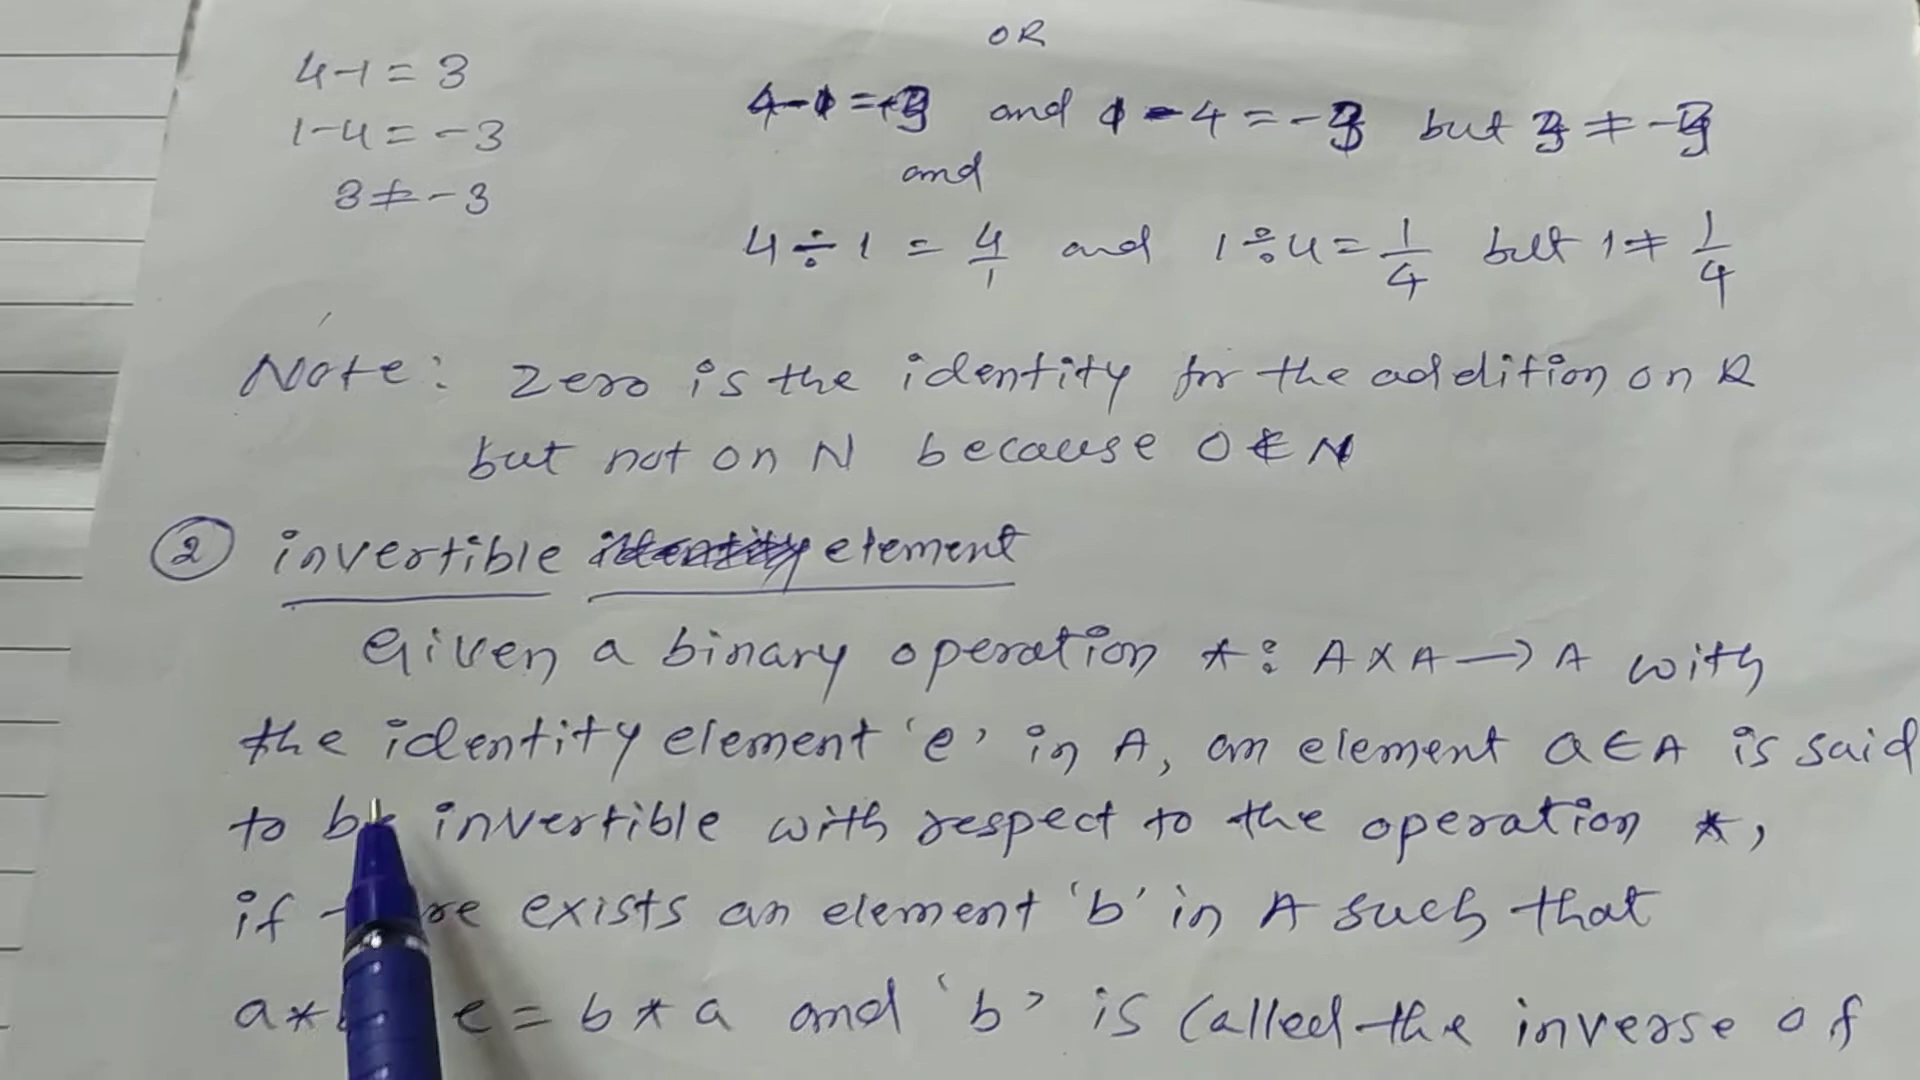 OR
4-1=3
1-4=-3
3≠-3
4-1=+3 and 1-4=-3 but 3≠-3
and
4÷1=4/1 and 1÷4=1/4 but 1≠1/4
Note: Zero is the identity for the addition on R
but not on N because 0∉N
② invertible identity element
Given a binary operation *: A×A→A with
the identity element 'e' in A, an element a∈A is said
to be invertible with respect to the operation *,
if exists an element 'b' in A such that
a* e=b*a and 'b' is called the inverse of